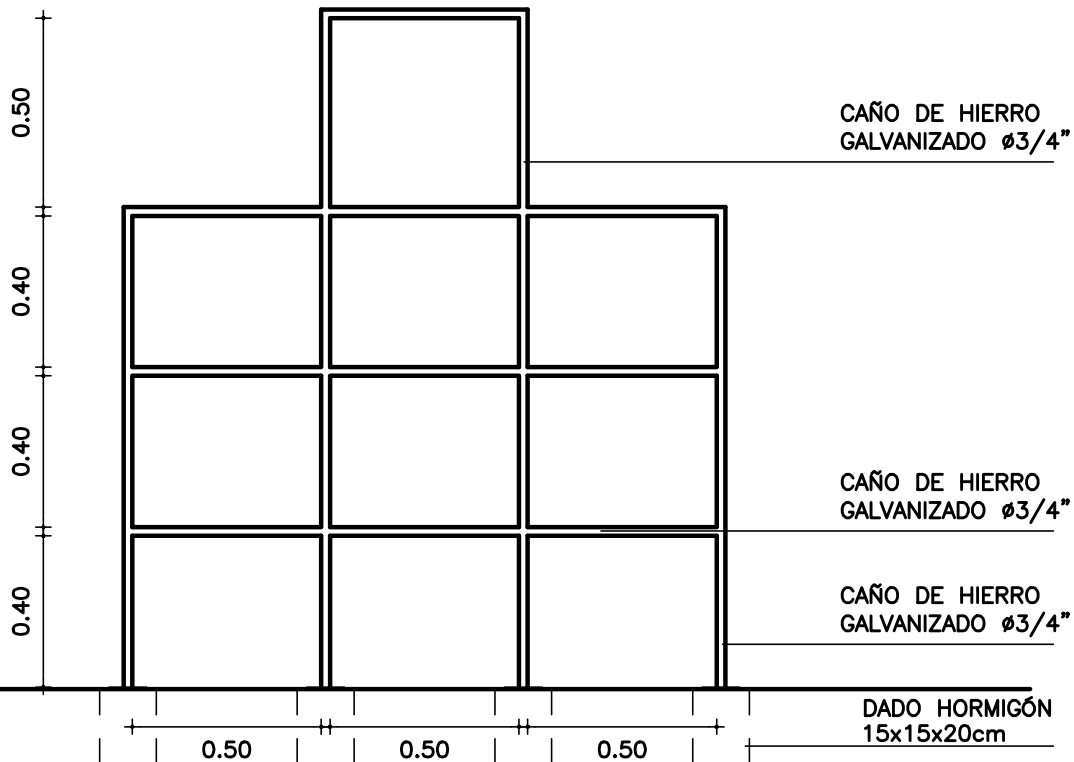 0.50
CAÑO DE HIERRO
GALVANIZADO ø3/4"
0.40
0.40
CAÑO DE HIERRO
GALVANIZADO ø3/4"
0.40
CAÑO DE HIERRO
GALVANIZADO ø3/4"
DADO HORMIGÓN
15x15x20cm
0.50 0.50 0.50